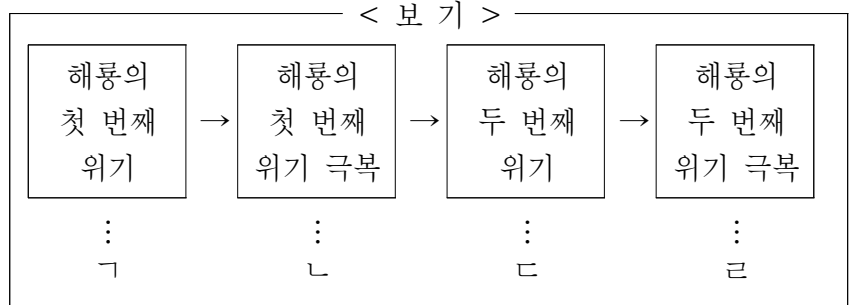 < 보 기 >
해룡의 첫 번째 위기 → 해룡의 첫 번째 위기 극복 → 해룡의 두 번째 위기 → 해룡의 두 번째 위기 극복
⋮ ⋮ ⋮ ⋮
ㄱ ㄴ ㄷ ㄹ